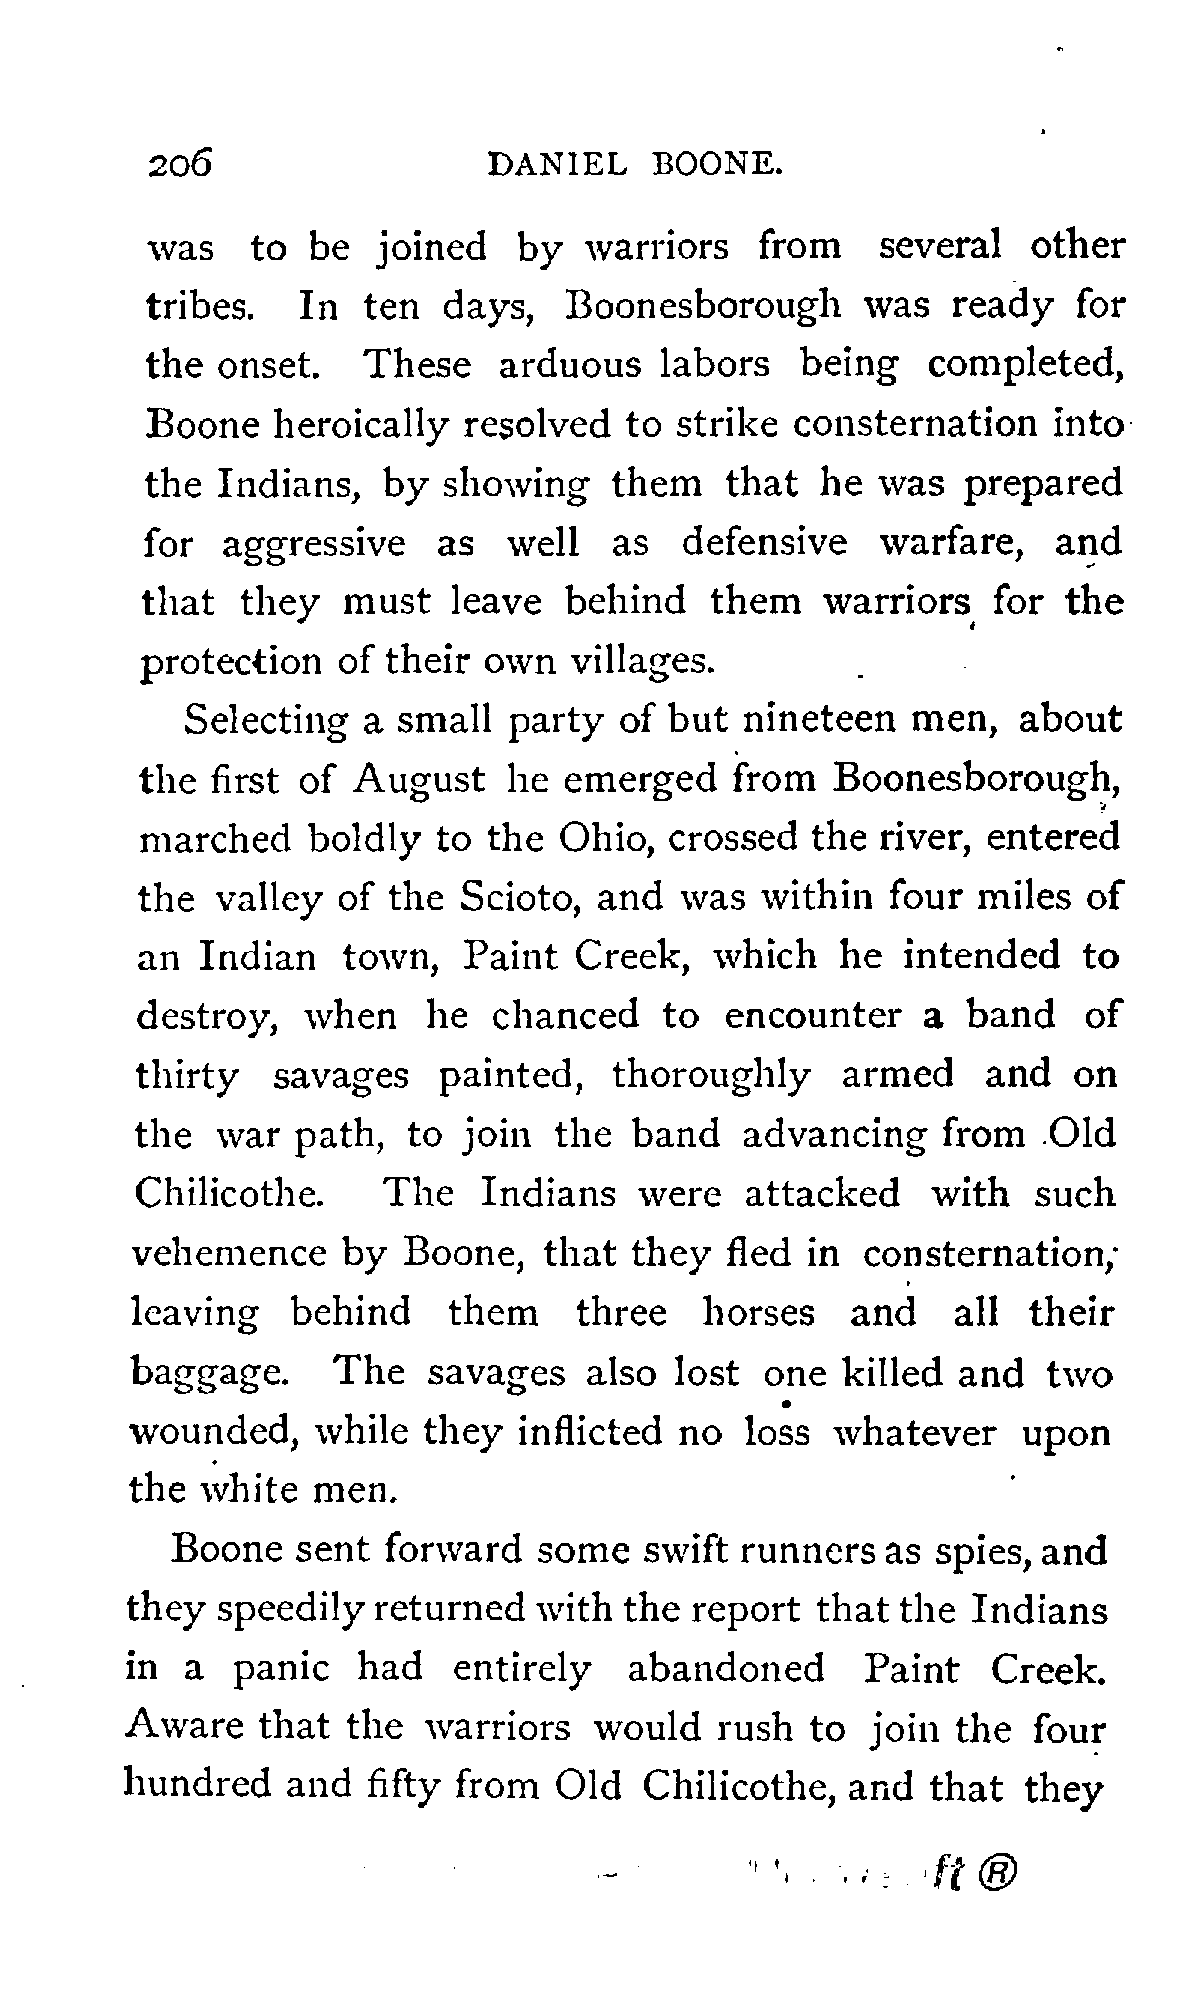 206 DANIEL BOONE.
was to be joined by warriors from several other
tribes. In ten days, Boonesborough was ready for
the onset. These arduous labors being completed,
Boone heroically resolved to strike consternation into
the Indians, by showing them that he was prepared
for aggressive as well as defensive warfare, and
that they must leave behind them warriors for the
protection of their own villages.
Selecting a small party of but nineteen men, about
the first of August he emerged from Boonesborough,
marched boldly to the Ohio, crossed the river, entered
the valley of the Scioto, and was within four miles of
an Indian town, Paint Creek, which he intended to
destroy, when he chanced to encounter a band of
thirty savages painted, thoroughly armed and on
the war path, to join the band advancing from Old
Chilicothe. The Indians were attacked with such
vehemence by Boone, that they fled in consternation,
leaving behind them three horses and all their
baggage. The savages also lost one killed and two
wounded, while they inflicted no loss whatever upon
the white men.
Boone sent forward some swift runners as spies, and
they speedily returned with the report that the Indians
in a panic had entirely abandoned Paint Creek.
Aware that the warriors would rush to join the four
hundred and fifty from Old Chilicothe, and that they
ft ®